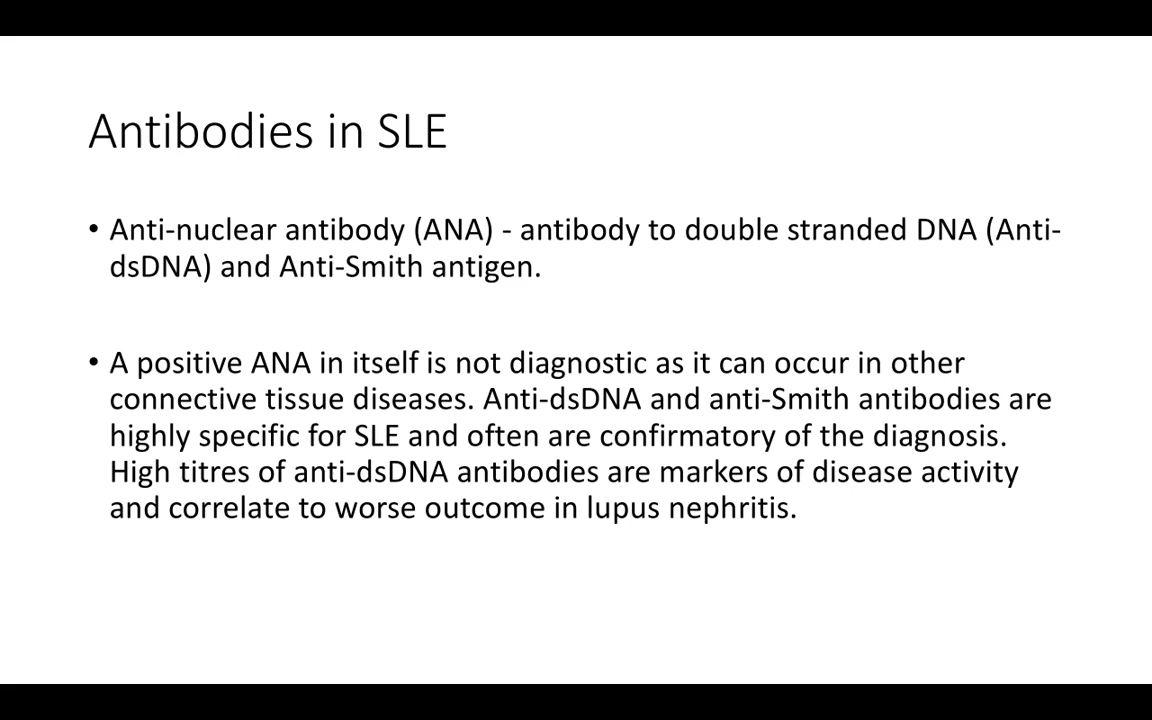 Antibodies in SLE
• Anti-nuclear antibody (ANA) - antibody to double stranded DNA (Anti-
dsDNA) and Anti-Smith antigen.
• A positive ANA in itself is not diagnostic as it can occur in other
connective tissue diseases. Anti-dsDNA and anti-Smith antibodies are
highly specific for SLE and often are confirmatory of the diagnosis.
High titres of anti-dsDNA antibodies are markers of disease activity
and correlate to worse outcome in lupus nephritis.